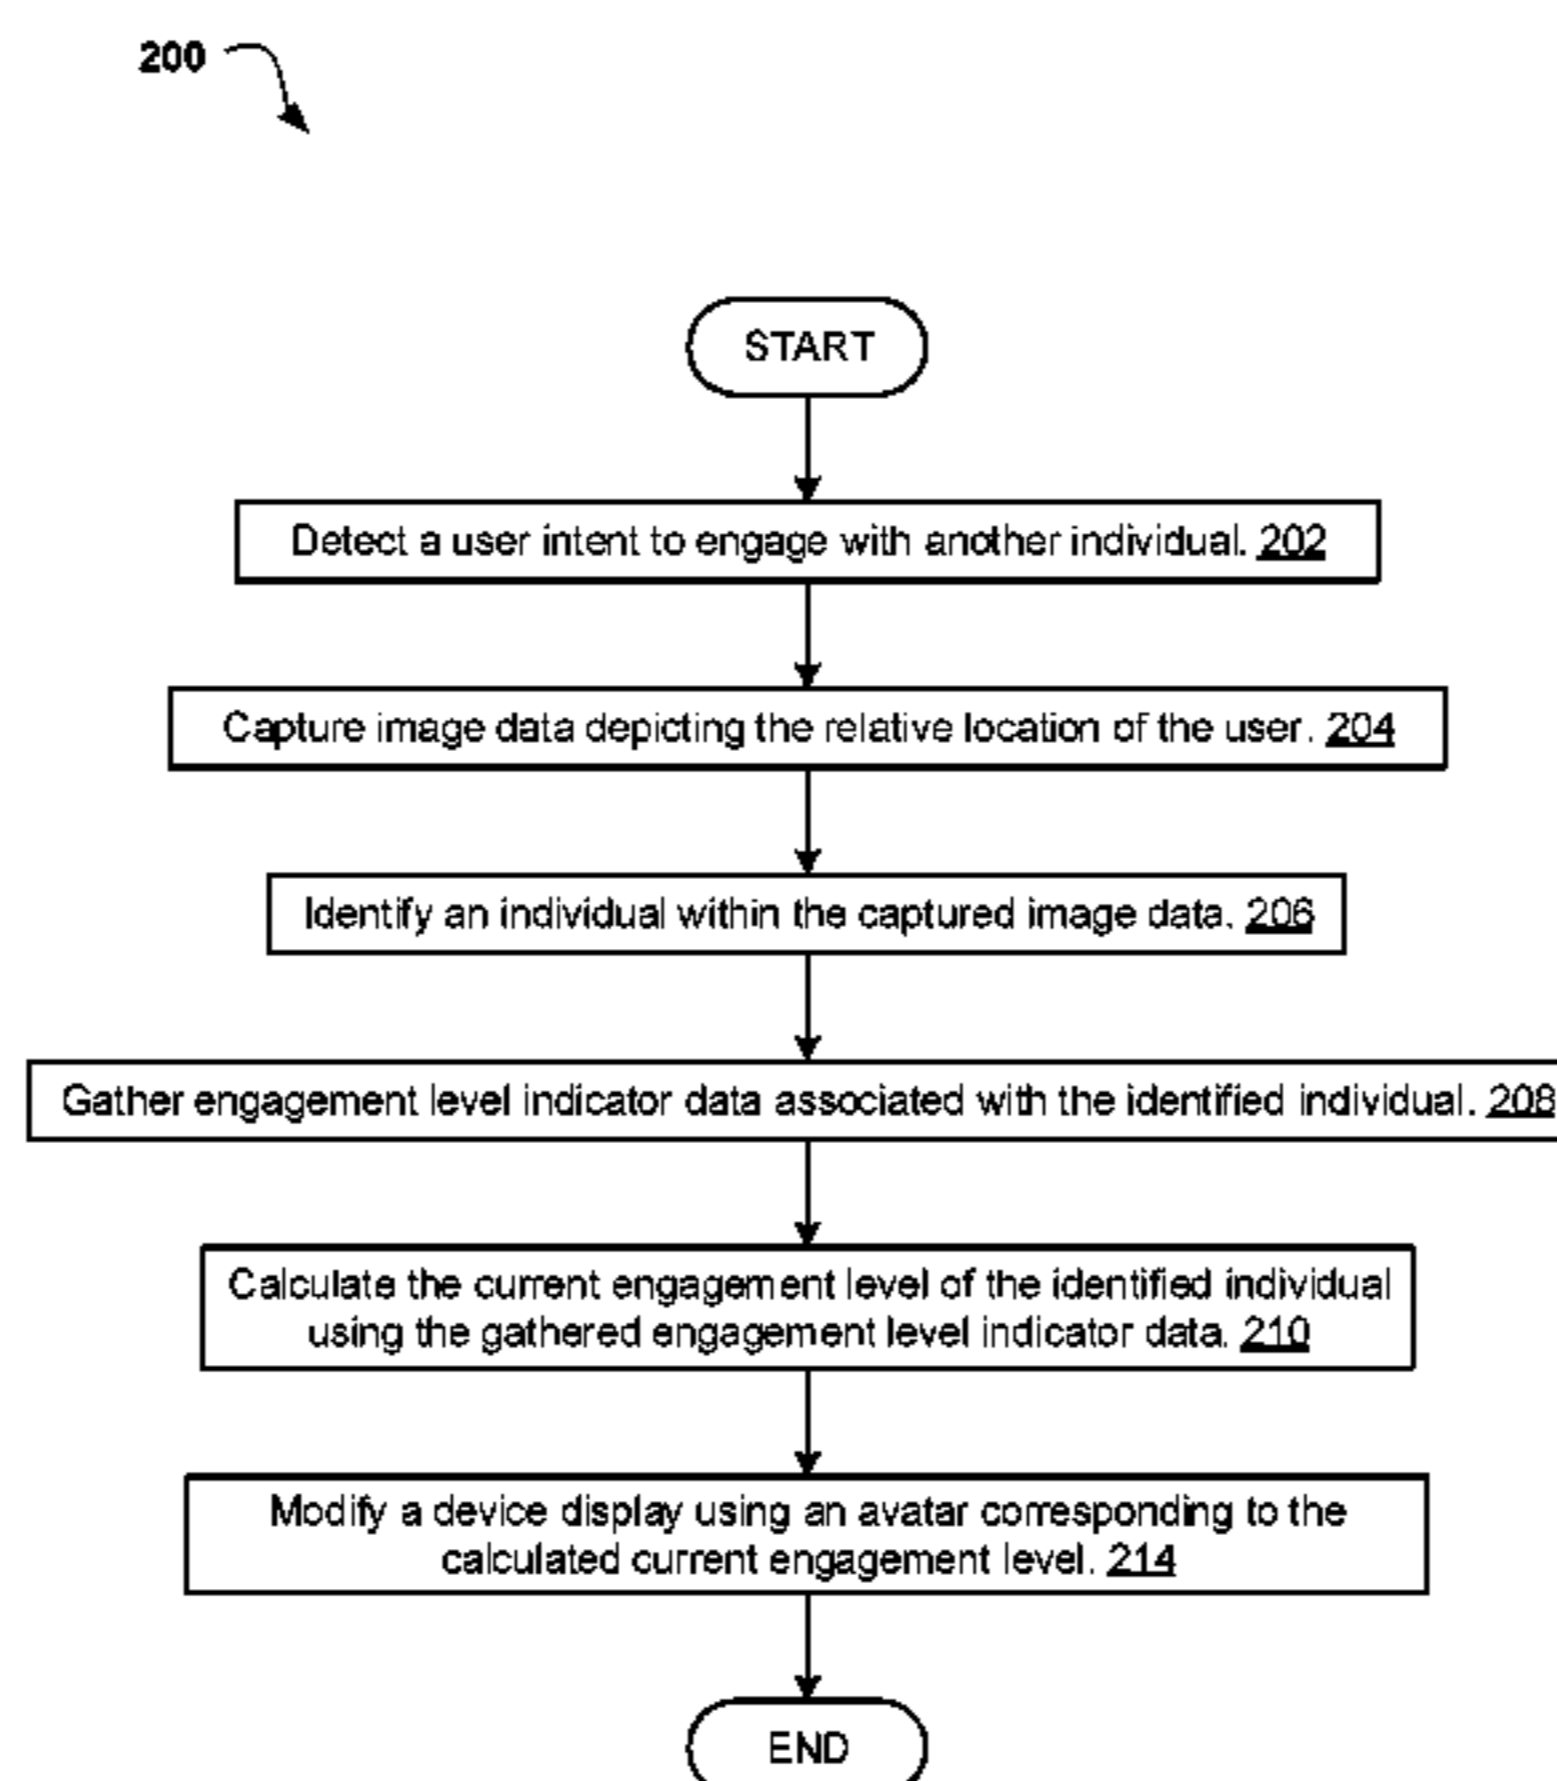 200
START
Detect a user intent to engage with another individual. 202
Capture image data depicting the relative location of the user. 204
Identify an individual within the captured image data. 206
Gather engagement level indicator data associated with the identified individual. 208
Calculate the current engagement level of the identified individual
using the gathered engagement level indicator data. 210
Modify a device display using an avatar corresponding to the
calculated current engagement level. 214
END